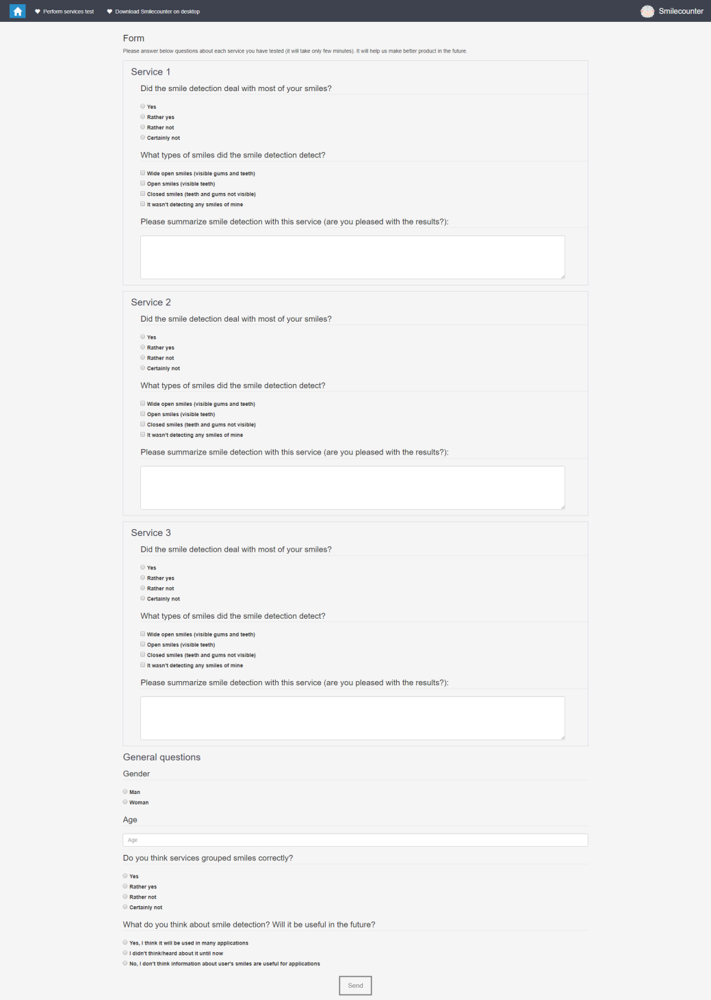 Perform services test Download Smilecounter on desktop Smilecounter
Form
Please answer below questions about each service you have tested (it will take only few minutes). It will help us make better product in the future.
Service 1
Did the smile detection deal with most of your smiles?
Yes
Rather yes
Rather not
Certainly not
What types of smiles did the smile detection detect?
Wide open smiles (visible gums and teeth)
Open smiles (visible teeth)
Closed smiles (teeth and gums not visible)
It wasn't detecting any smiles of mine
Please summarize smile detection with this service (are you pleased with the results?):
Service 2
Did the smile detection deal with most of your smiles?
Yes
Rather yes
Rather not
Certainly not
What types of smiles did the smile detection detect?
Wide open smiles (visible gums and teeth)
Open smiles (visible teeth)
Closed smiles (teeth and gums not visible)
It wasn't detecting any smiles of mine
Please summarize smile detection with this service (are you pleased with the results?):
Service 3
Did the smile detection deal with most of your smiles?
Yes
Rather yes
Rather not
Certainly not
What types of smiles did the smile detection detect?
Wide open smiles (visible gums and teeth)
Open smiles (visible teeth)
Closed smiles (teeth and gums not visible)
It wasn't detecting any smiles of mine
Please summarize smile detection with this service (are you pleased with the results?):
General questions
Gender
Man
Woman
Age
Age
Do you think services grouped smiles correctly?
Yes
Rather yes
Rather not
Certainly not
What do you think about smile detection? Will it be useful in the future?
Yes, I think it will be used in many applications
I didn't think/heard about it until now
No, I don't think information about user's smiles are useful for applications
Send